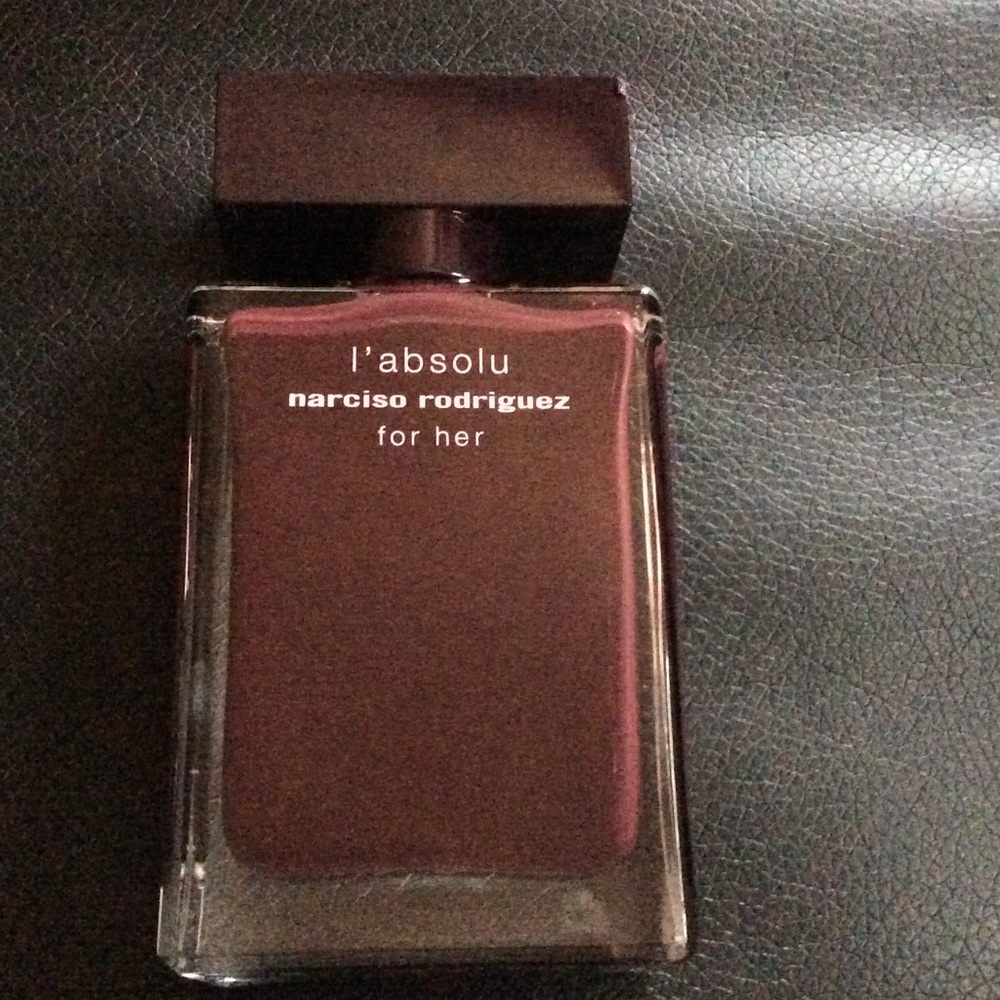 l'absolu
narciso rodriguez
for her